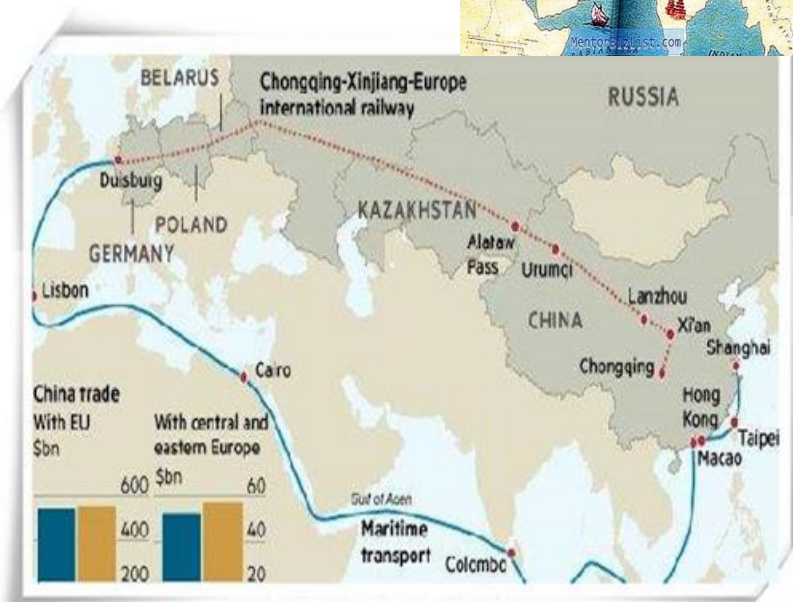 MentorBizList.com
INDIAN
BELARUS
Chongqing-Xinjiang-Europe
international railway
RUSSIA
Duisburg
POLAND
GERMANY
KAZAKHSTAN
Alataw
Pass
Urumqi
Lanzhou
Xi'an
CHINA
Shanghai
Chongqing
Lisbon
Hong
Kong
Taipei
Macao
Cairo
China trade
With EU
$bn
With central and
eastern Europe
$bn
600
60
400
40
200
20
Gulf of Aden
Maritime
transport
Colombo